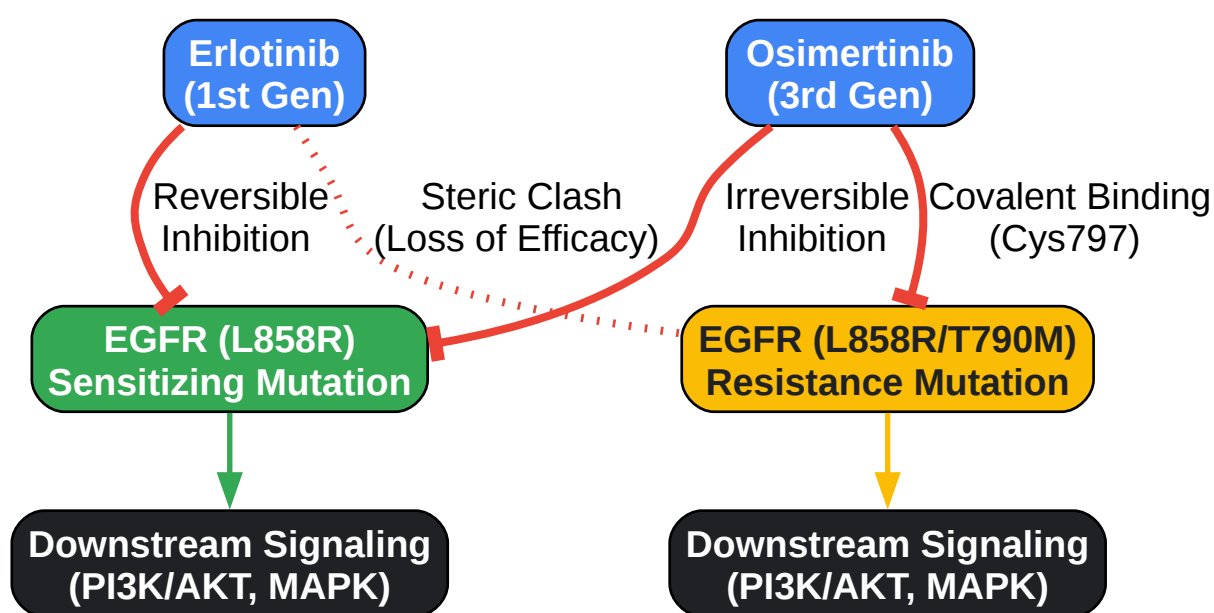 Erlotinib
(1st Gen)
Osimertinib
(3rd Gen)
Reversible
Inhibition
Steric Clash
(Loss of Efficacy)
Irreversible
Inhibition
Covalent Binding
(Cys797)
EGFR (L858R)
Sensitizing Mutation
EGFR (L858R/T790M)
Resistance Mutation
Downstream Signaling
(PI3K/AKT, MAPK)
Downstream Signaling
(PI3K/AKT, MAPK)